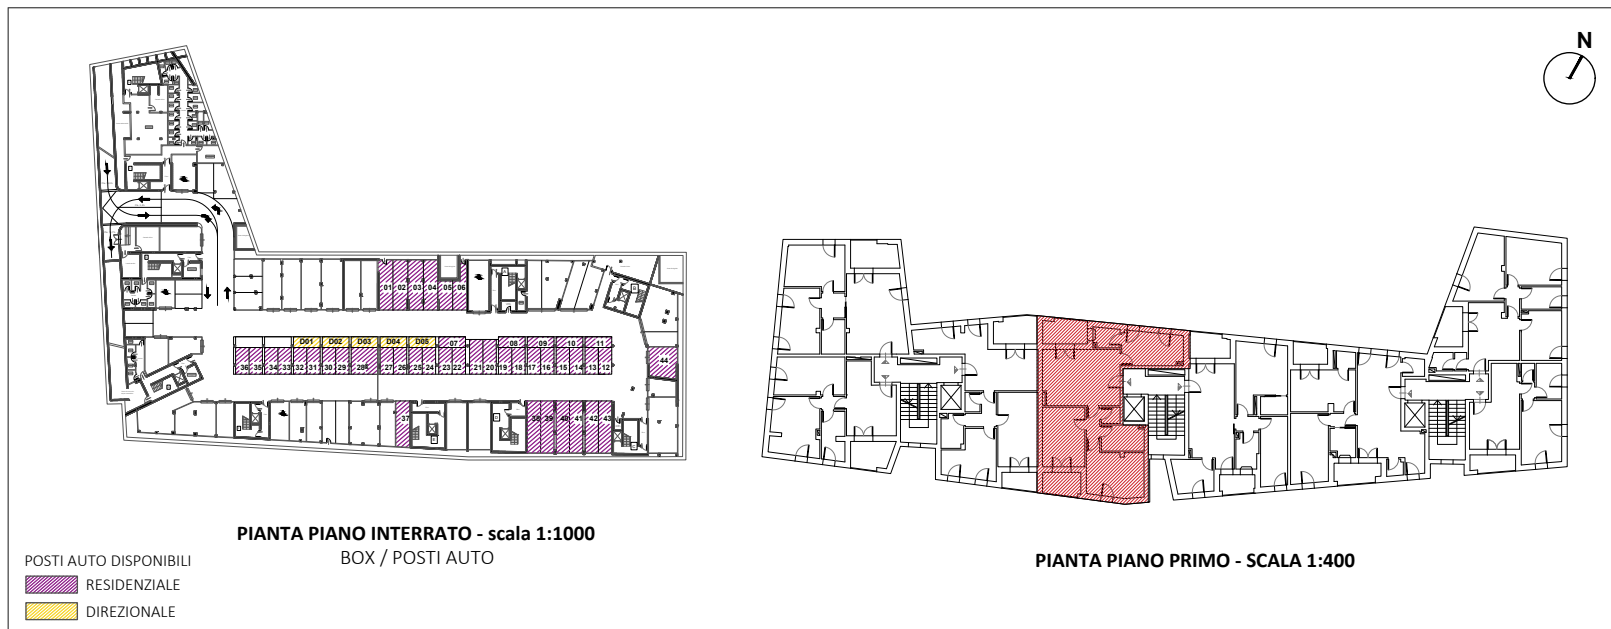 N
01 02 03 04 05 06
D01 D02 D03 D04 D05 07 08 09 10 11
36 35 34 33 32 31 30 29 28 27 26 25 24 23 22 21 20 19 18 17 16 15 14 13 12
44
37 38 39 40 41 42 43
PIANTA PIANO INTERRATO - scala 1:1000
BOX / POSTI AUTO
PIANTA PIANO PRIMO - SCALA 1:400
POSTI AUTO DISPONIBILI
RESIDENZIALE
DIREZIONALE